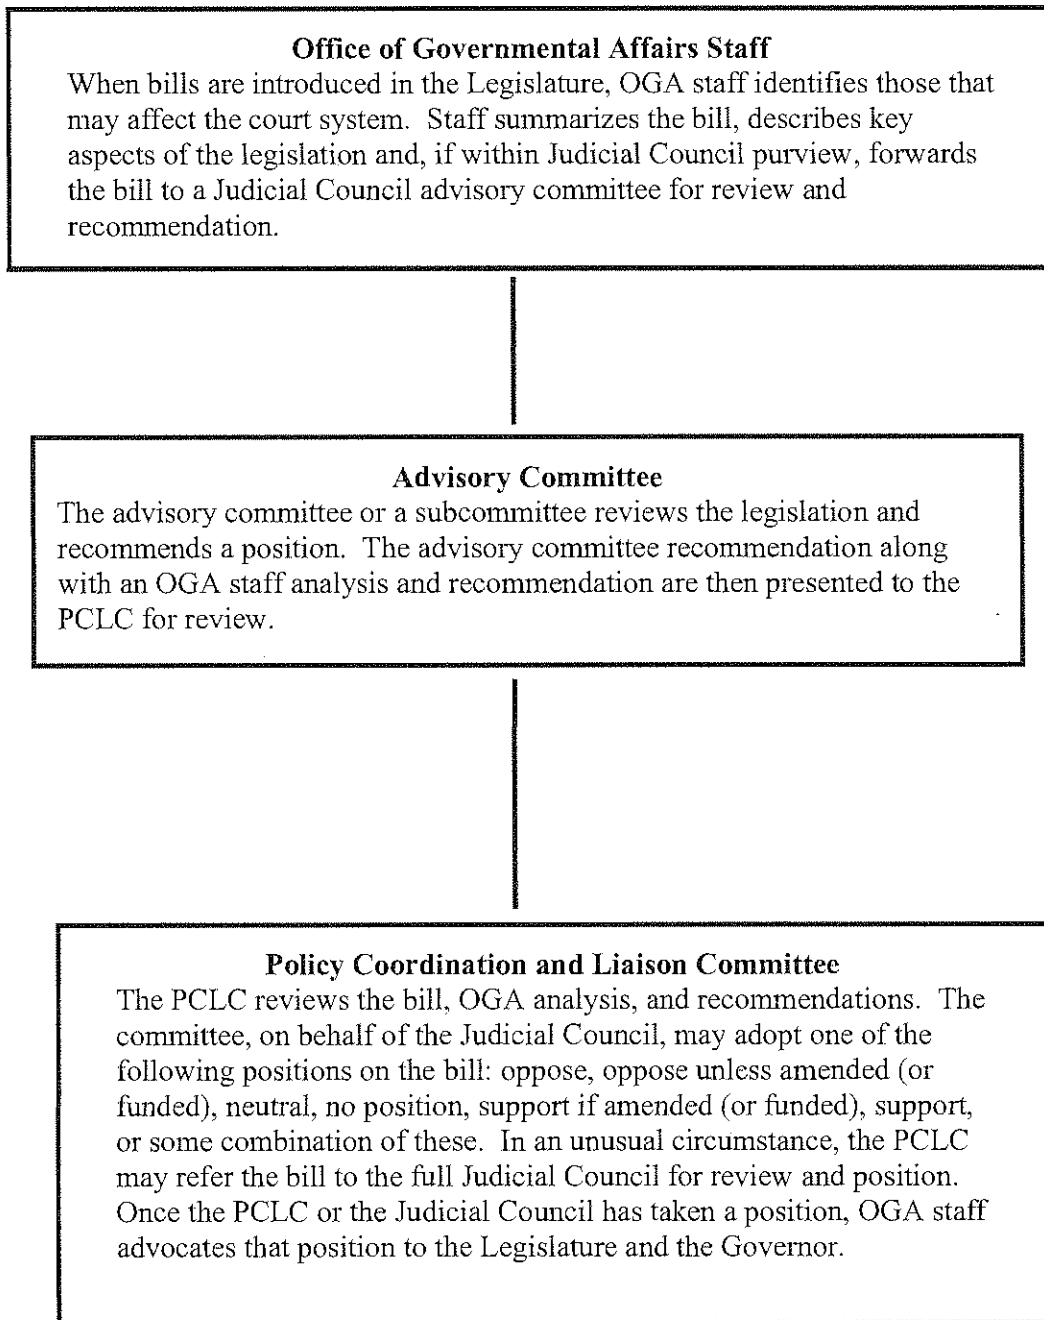 Office of Governmental Affairs Staff
When bills are introduced in the Legislature, OGA staff identifies those that
may affect the court system.  Staff summarizes the bill, describes key
aspects of the legislation and, if within Judicial Council purview, forwards
the bill to a Judicial Council advisory committee for review and
recommendation.
Advisory Committee
The advisory committee or a subcommittee reviews the legislation and
recommends a position.  The advisory committee recommendation along
with an OGA staff analysis and recommendation are then presented to the
PCLC for review.
Policy Coordination and Liaison Committee
The PCLC reviews the bill, OGA analysis, and recommendations.  The
committee, on behalf of the Judicial Council, may adopt one of the
following positions on the bill: oppose, oppose unless amended (or
funded), neutral, no position, support if amended (or funded), support,
or some combination of these.  In an unusual circumstance, the PCLC
may refer the bill to the full Judicial Council for review and position.
Once the PCLC or the Judicial Council has taken a position, OGA staff
advocates that position to the Legislature and the Governor.